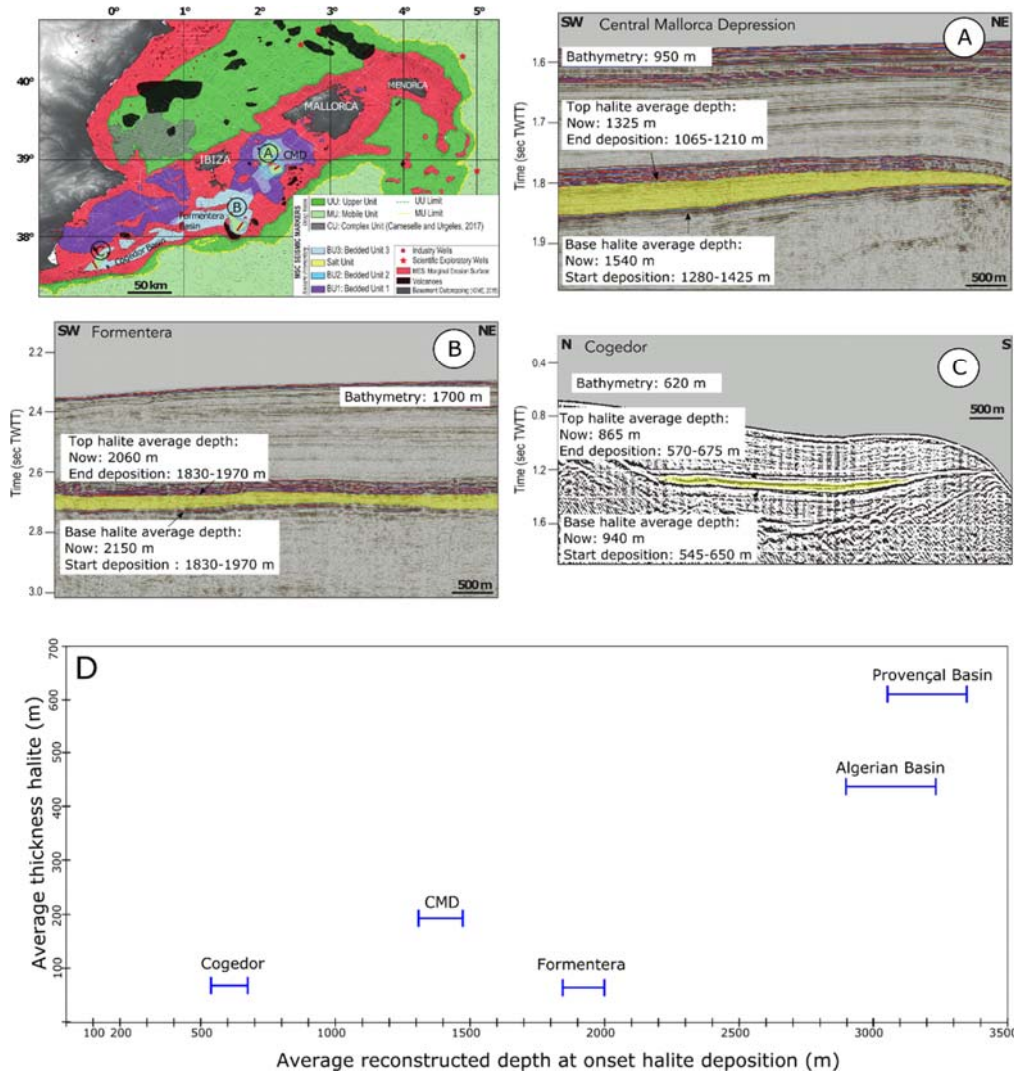 0°
1°
2°
3°
4°
5°
40°
39°
38°
MENORCA
MALLORCA
IBIZA
CMD
A
B
C
Formentera
Basin
Cogedor Basin
50 km
MSC SEISMIC MARKERS
UU: Upper Unit
UU Limit
MU: Mobile Unit
MU Limit
CU: Complex Unit (Cameselle and Urgeles, 2017)
BU3: Bedded Unit 3
Industry Wells
Salt Unit
Scientific Exploratory Wells
BU2: Bedded Unit 2
MES: Marginal Erosion Surface
BU1: Bedded Unit 1
Volcanoes
SW
Central Mallorca Depression
NE
A
Bathymetry: 950 m
Top halite average depth:
Now: 1325 m
End deposition: 1065-1210 m
Base halite average depth:
Now: 1540 m
Start deposition: 1280-1425 m
500 m
Time (sec TWTT)
1.6
1.7
1.8
1.9
SW
Formentera
NE
B
Bathymetry: 1700 m
Top halite average depth:
Now: 2060 m
End deposition: 1830-1970 m
Base halite average depth:
Now: 2150 m
Start deposition : 1830-1970 m
500 m
Time (sec TWTT)
2.2
2.4
2.6
2.8
3.0
N
Cogedor
S
C
Bathymetry: 620 m
500 m
Top halite average depth:
Now: 865 m
End deposition: 570-675 m
Base halite average depth:
Now: 940 m
Start deposition: 545-650 m
Time (sec TWTT)
0.4
0.8
1.2
1.6
D
Average thickness halite (m)
700
600
500
400
300
200
100
Provençal Basin
Algerian Basin
CMD
Cogedor
Formentera
100 200 500 1000 1500 2000 2500 3000 3500
Average reconstructed depth at onset halite deposition (m)